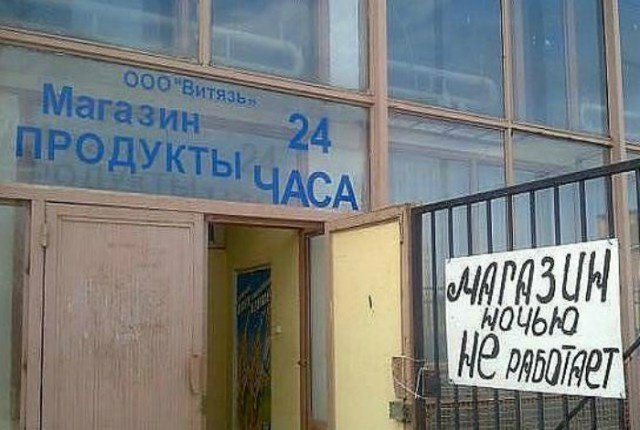 ООО "Витязь"
Магазин 24
ПРОДУКТЫ ЧАСА
МАГАЗИН
НОЧЬЮ
НЕ РАБОТАЕТ